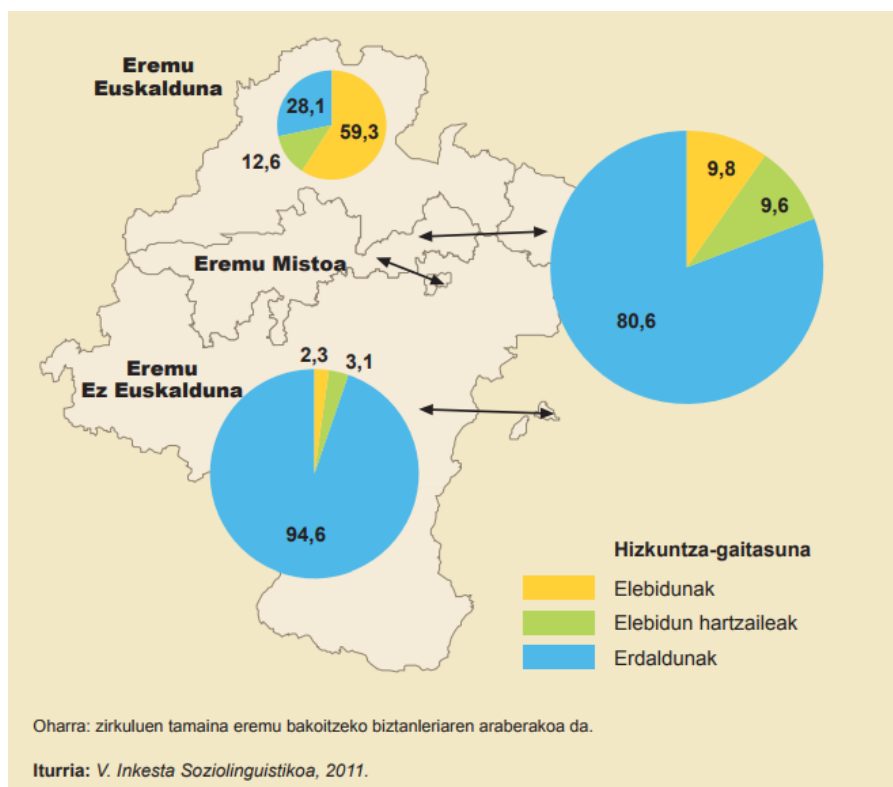 Eremu
Euskalduna
28,1
59,3
12,6
9,8
9,6
80,6
Eremu Mistoa
Eremu
Ez Euskalduna
2,3
3,1
94,6
Hizkuntza-gaitasuna
Elebidunak
Elebidun hartzaileak
Erdaldunak
Oharra: zirkuluen tamaina eremu bakoitzeko biztanleriaren araberakoa da.
Iturria: V. Inkesta Soziolinguistikoa, 2011.